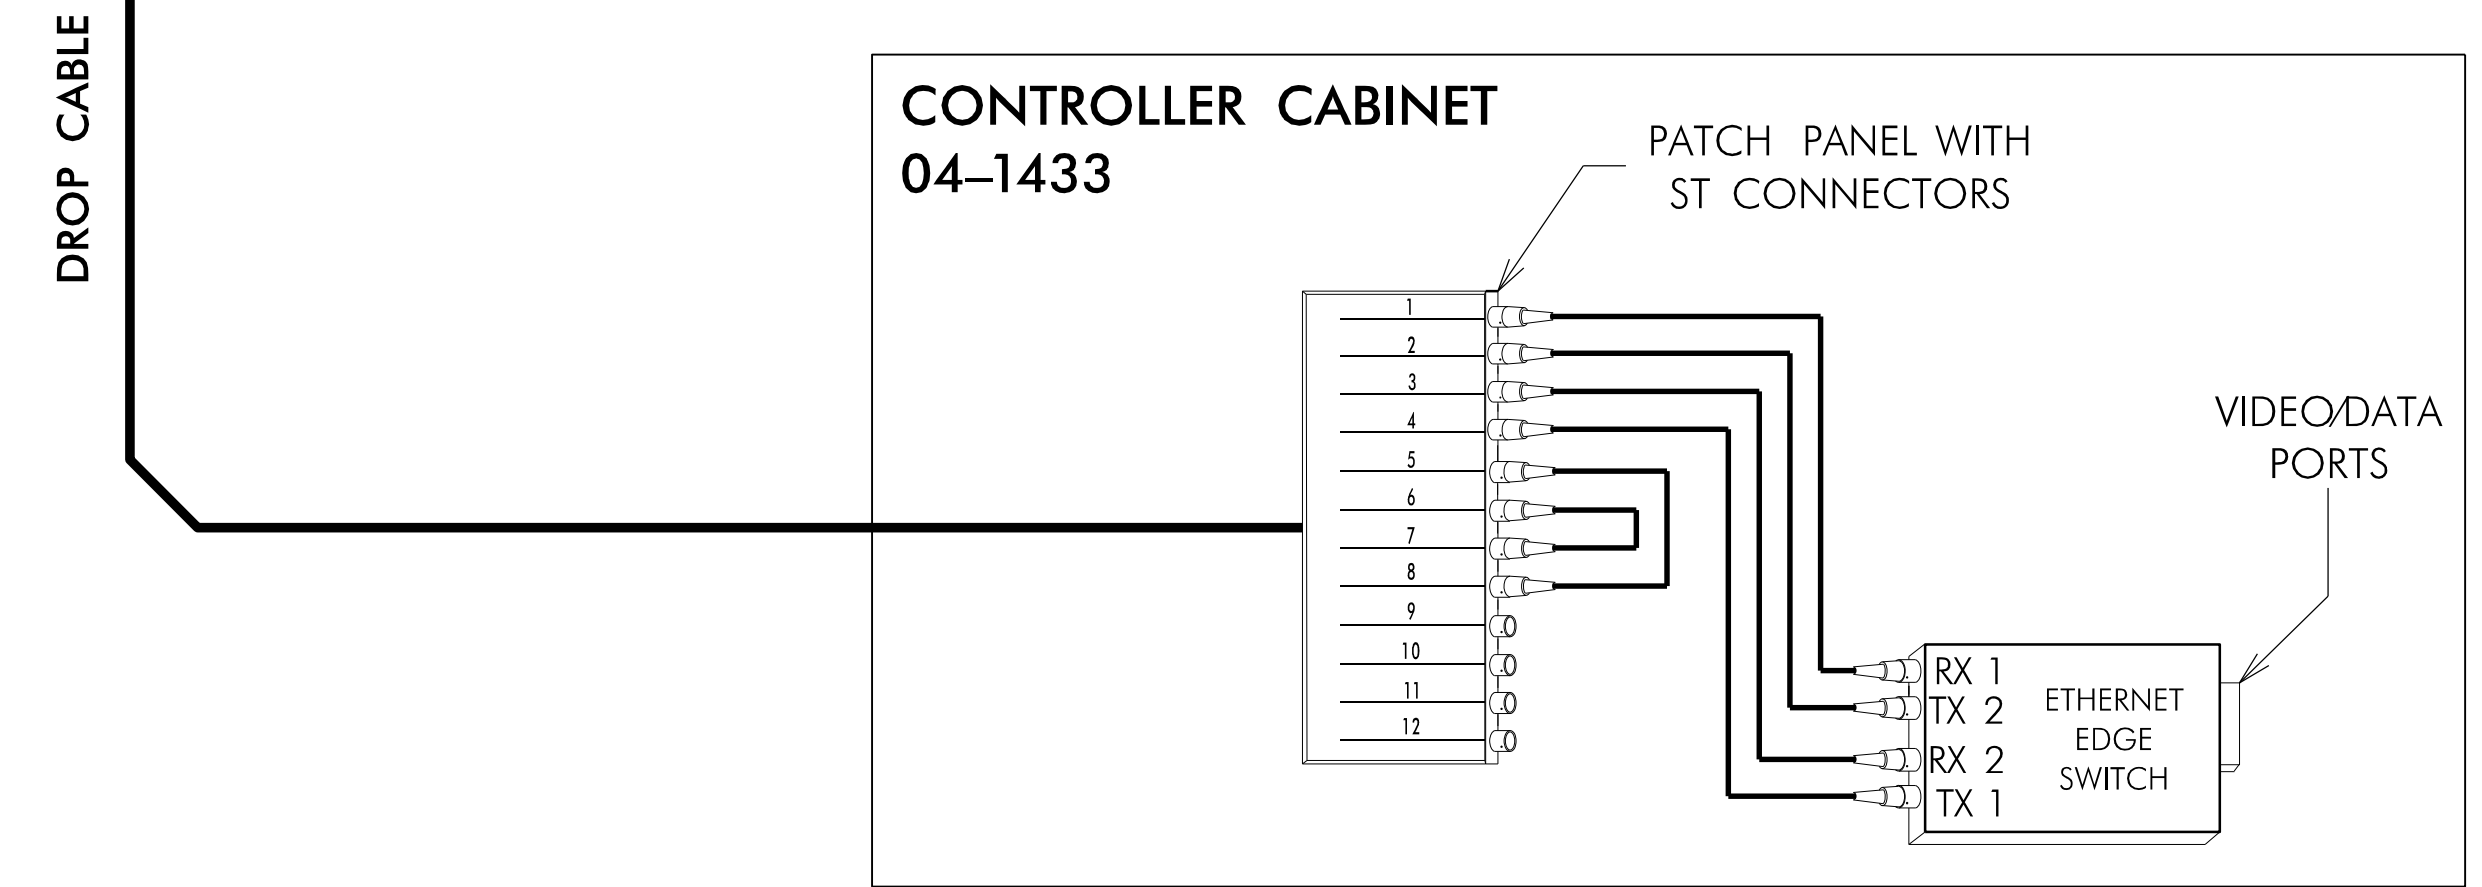 DROP CABLE
CONTROLLER CABINET
04-1433
PATCH PANEL WITH
ST CONNECTORS
1
2
3
4
5
6
7
8
9
10
11
12
VIDEO/DATA
PORTS
RX 1
TX 2
RX 2
TX 1
ETHERNET
EDGE
SWITCH